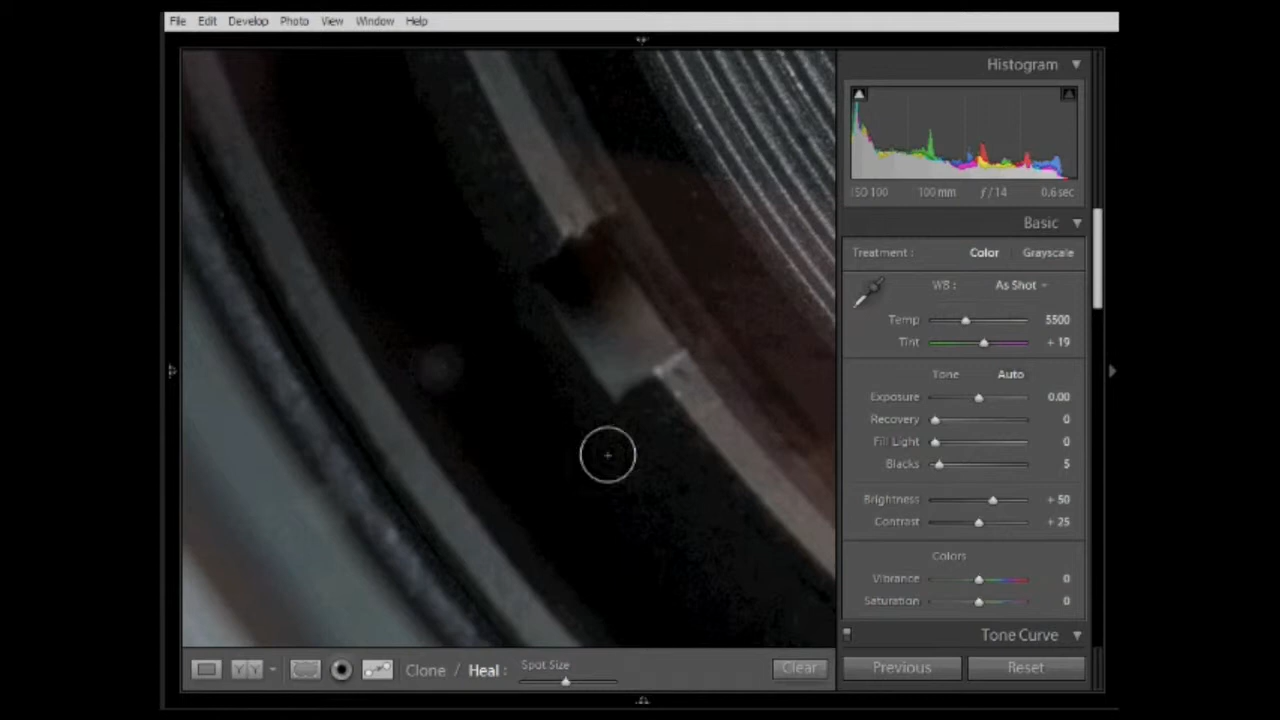 File Edit Develop Photo View Window Help
Histogram
ISO 100 100 mm ƒ / 14 0.6 sec
Basic
Treatment : Color Grayscale
WB : As Shot
Temp 5500
Tint + 19
Tone Auto
Exposure 0.00
Recovery 0
Fill Light 0
Blacks 5
Brightness + 50
Contrast + 25
Colors
Vibrance 0
Saturation 0
Tone Curve
Clone / Heal : Spot Size Clear
Previous Reset